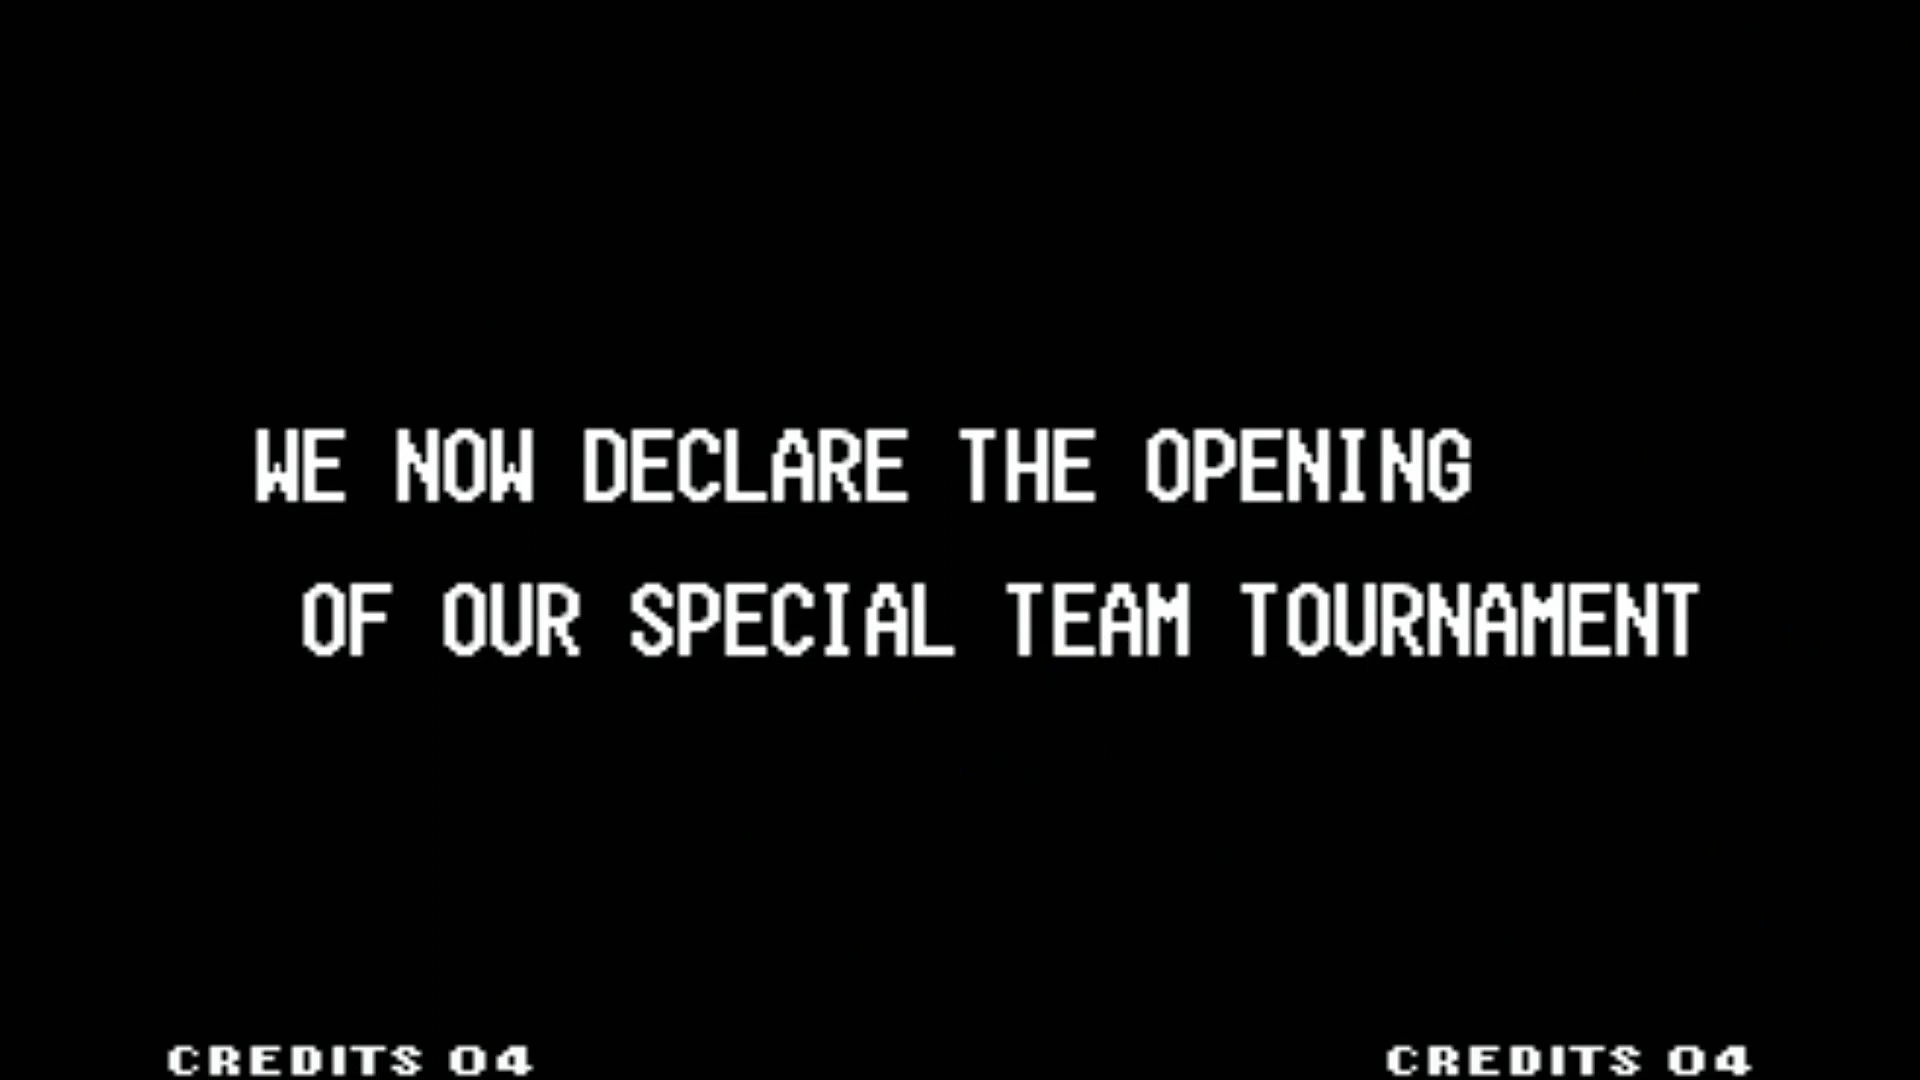 WE NOW DECLARE THE OPENING
OF OUR SPECIAL TEAM TOURNAMENT
CREDITS 04
CREDITS 04